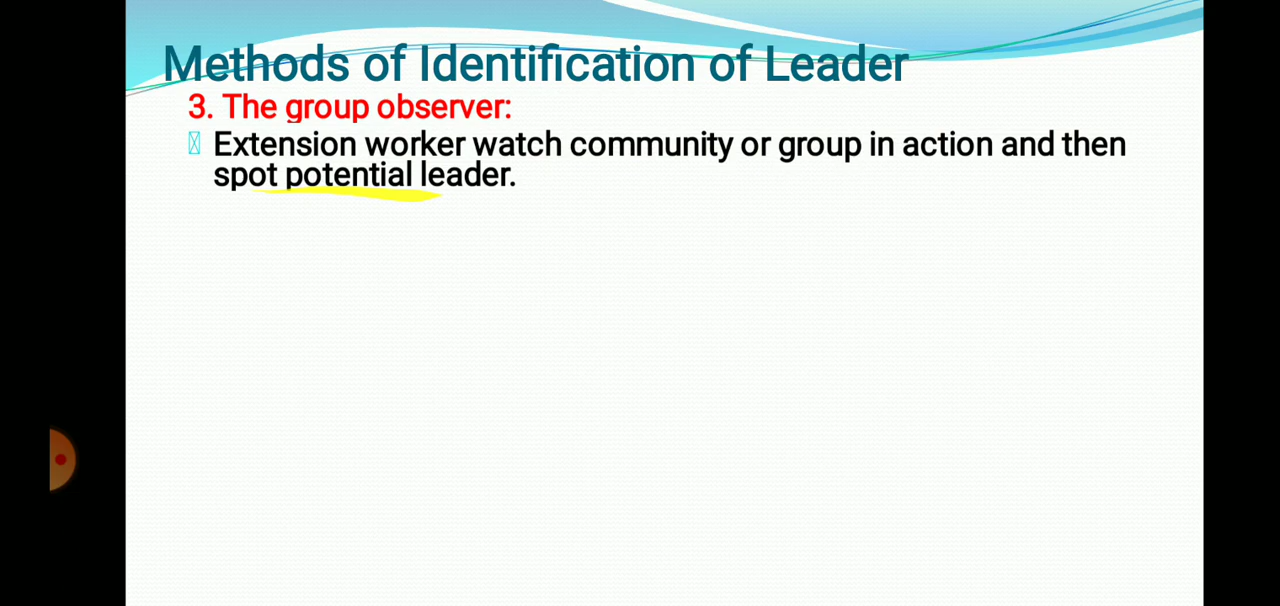 Methods of Identification of Leader
3. The group observer:
Extension worker watch community or group in action and then
spot potential leader.